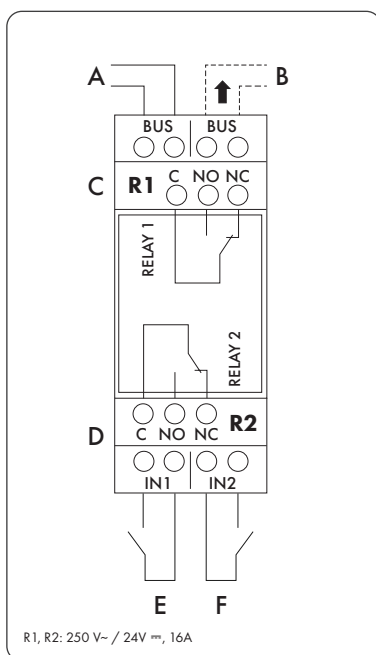 A B
BUS BUS
C R1 C NO NC
RELAY 1
RELAY 2
D C NO NC R2
IN1 IN2
E F
R1, R2: 250 V~ / 24V ⎓, 16A